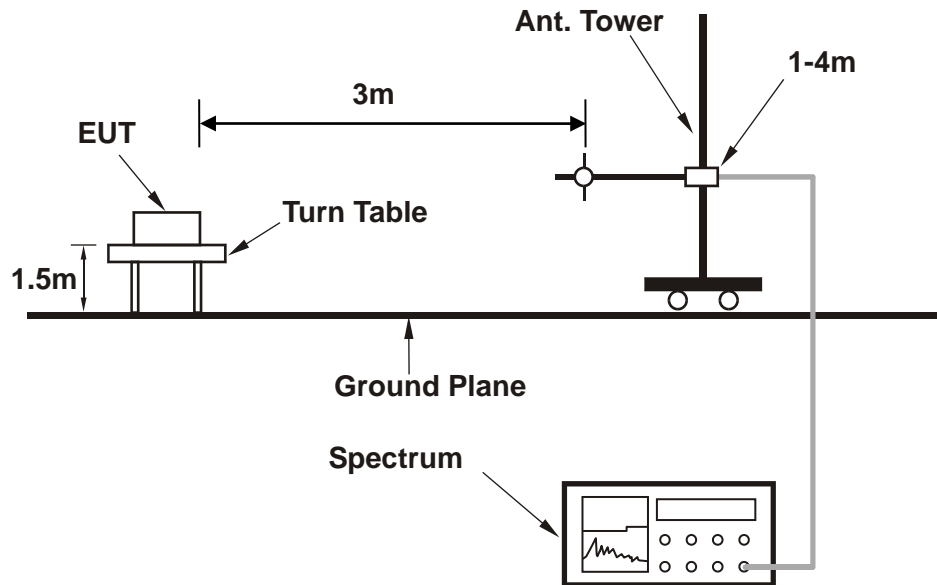 Ant. Tower
1-4m
3m
EUT
Turn Table
1.5m
Ground Plane
Spectrum